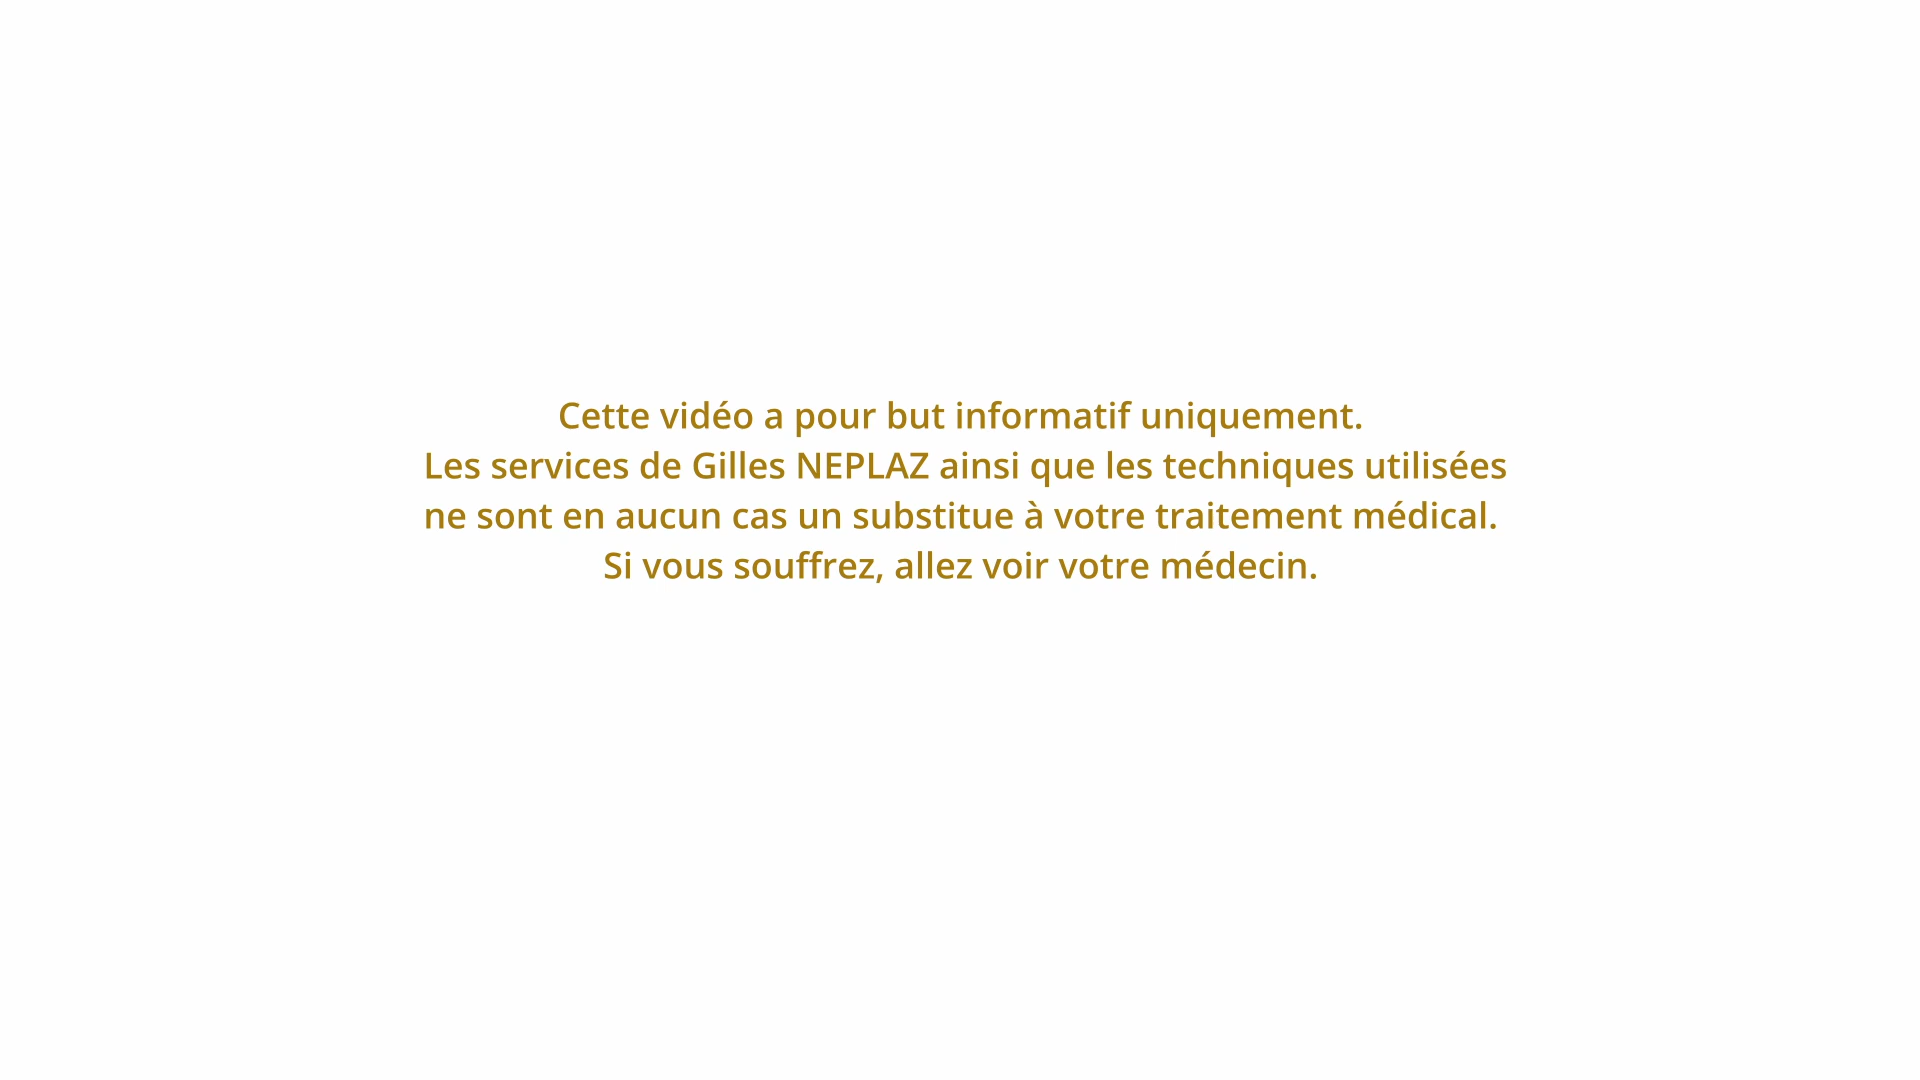 Cette vidéo a pour but informatif uniquement.
Les services de Gilles NEPLAZ ainsi que les techniques utilisées
ne sont en aucun cas un substitue à votre traitement médical.
Si vous souffrez, allez voir votre médecin.